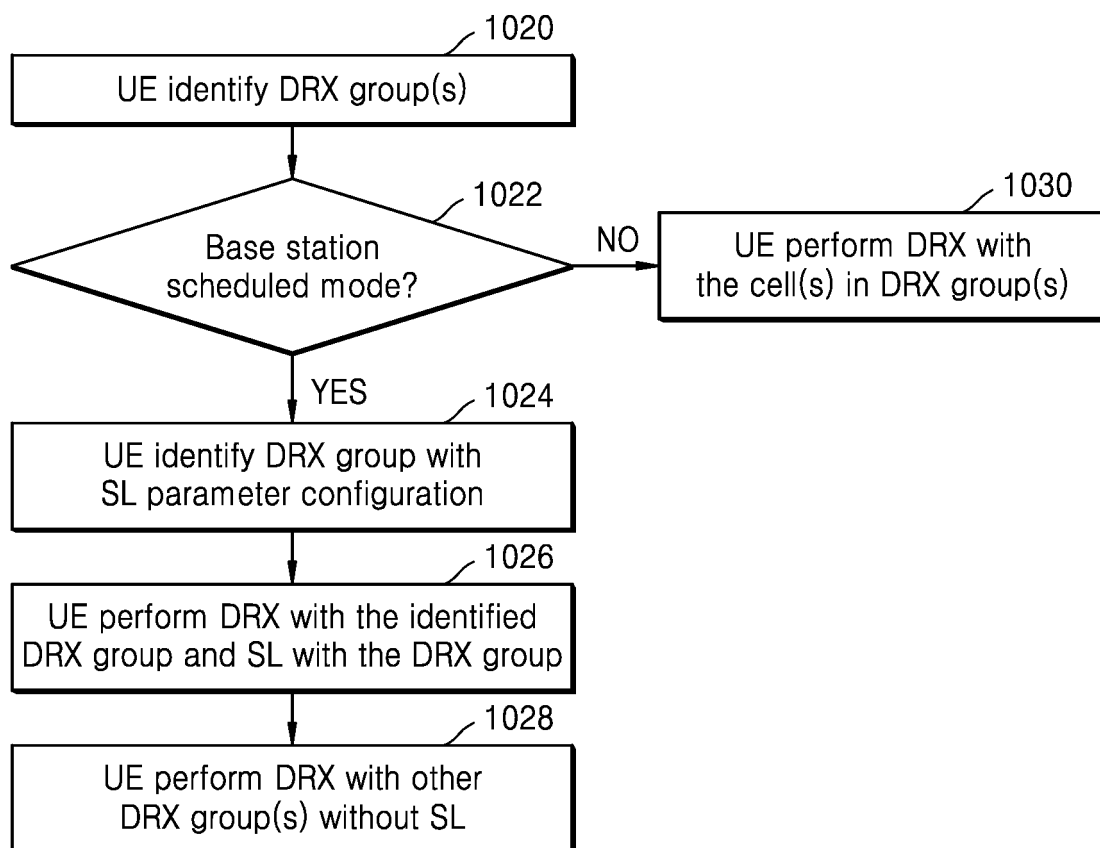 1020
UE identify DRX group(s)
1022
Base station
scheduled mode?
NO
1030
UE perform DRX with
the cell(s) in DRX group(s)
YES
1024
UE identify DRX group with
SL parameter configuration
1026
UE perform DRX with the identified
DRX group and SL with the DRX group
1028
UE perform DRX with other
DRX group(s) without SL